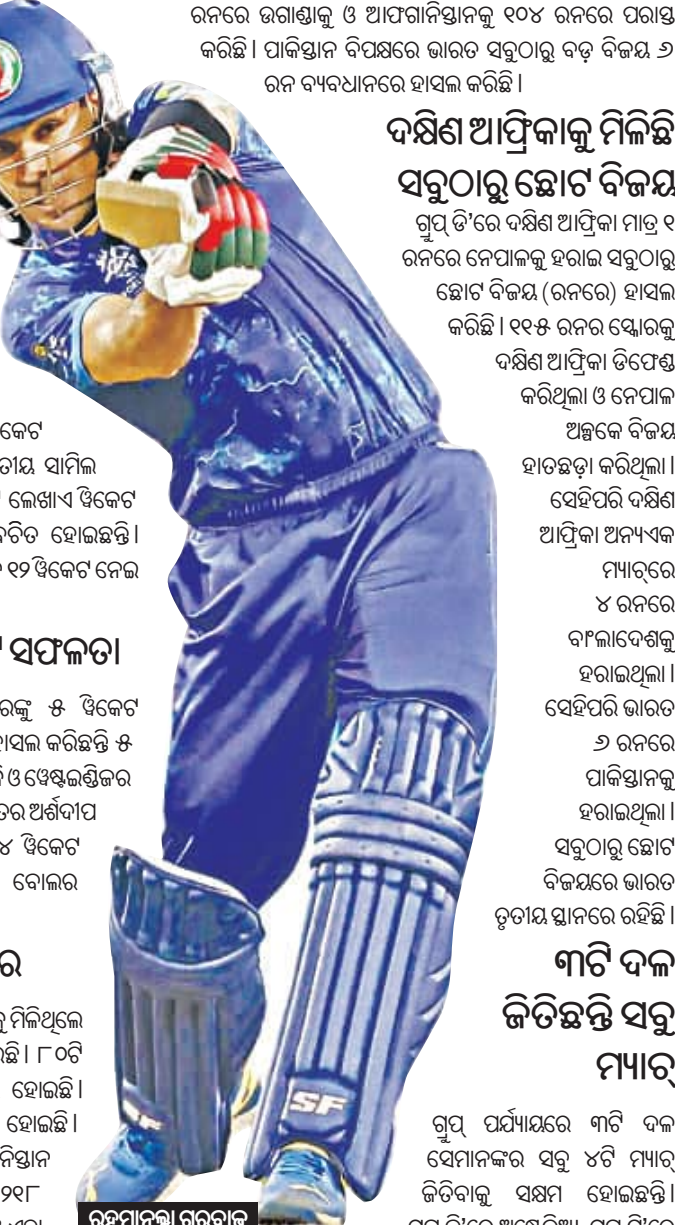 ରନରେ ଉଗାଣ୍ଡାକୁ ଓ ଆଫଗାନିସ୍ତାନକୁ ୧୦୪ ରନରେ ପରାସ୍ତ
କରିଛି। ପାକିସ୍ତାନ ବିପକ୍ଷରେ ଭାରତ ସବୁଠାରୁ ବଡ଼ ବିଜୟ ୬
ରନ ବ୍ୟବଧାନରେ ହାସଲ କରିଛି।
ଦକ୍ଷିଣ ଆଫ୍ରିକାକୁ ମିଳିଛି
ସବୁଠାରୁ ଛୋଟ ବିଜୟ
ଗ୍ରୁପ୍ ଡି'ରେ ଦକ୍ଷିଣ ଆଫ୍ରିକା ମାତ୍ର ୧
ରନରେ ନେପାଳକୁ ହରାଇ ସବୁଠାରୁ
ଛୋଟ ବିଜୟ (ରନରେ) ହାସଲ
କରିଛି। ୧୧୫ ରନର ସ୍କୋରକୁ
ଦକ୍ଷିଣ ଆଫ୍ରିକା ଡିଫେଣ୍ଡ
କରିଥିଲା ଓ ନେପାଳ
ଅଳ୍ପକେ ବିଜୟ
ହାତଛଡ଼ା କରିଥିଲା।
ସେହିପରି ଦକ୍ଷିଣ
ଆଫ୍ରିକା ଅନ୍ୟଏକ
ମ୍ୟାଚ୍‌ରେ
୪ ରନରେ
ବାଂଲାଦେଶକୁ
ହରାଇଥିଲା।
ସେହିପରି ଭାରତ
୬ ରନରେ
ପାକିସ୍ତାନକୁ
ହରାଇଥିଲା।
ସବୁଠାରୁ ଛୋଟ
ବିଜୟରେ ଭାରତ
ତୃତୀୟ ସ୍ଥାନରେ ରହିଛି।
୩ଟି ଦଳ
ଜିତିଛନ୍ତି ସବୁ
ମ୍ୟାଚ୍
ଗ୍ରୁପ୍ ପର୍ଯ୍ୟାୟରେ ୩ଟି ଦଳ
ସେମାନଙ୍କର ସବୁ ୪ଟି ମ୍ୟାଚ୍
ଜିତିବାକୁ ସକ୍ଷମ ହୋଇଛନ୍ତି।
ସାମିଲ
ଲେଖାଏ ୱିକେଟ
ହୋଇଛନ୍ତି।
୧୨ ୱିକେଟ ନେଇ
ସଫଳତା
୫ ୱିକେଟ
କରିଛନ୍ତି ୫
ଓ ୱେଷ୍ଟଇଣ୍ଡିଜର
ଅର୍ଶଦୀପ
୪ ୱିକେଟ
ବୋଲର
ମିଳିଥିଲେ
୮୦ଟି
ହୋଇଛି।
ହୋଇଛି।
୨୧୮
SF
SF
ରହମାନୁଲ୍ଲା ଗୁରବାଜ